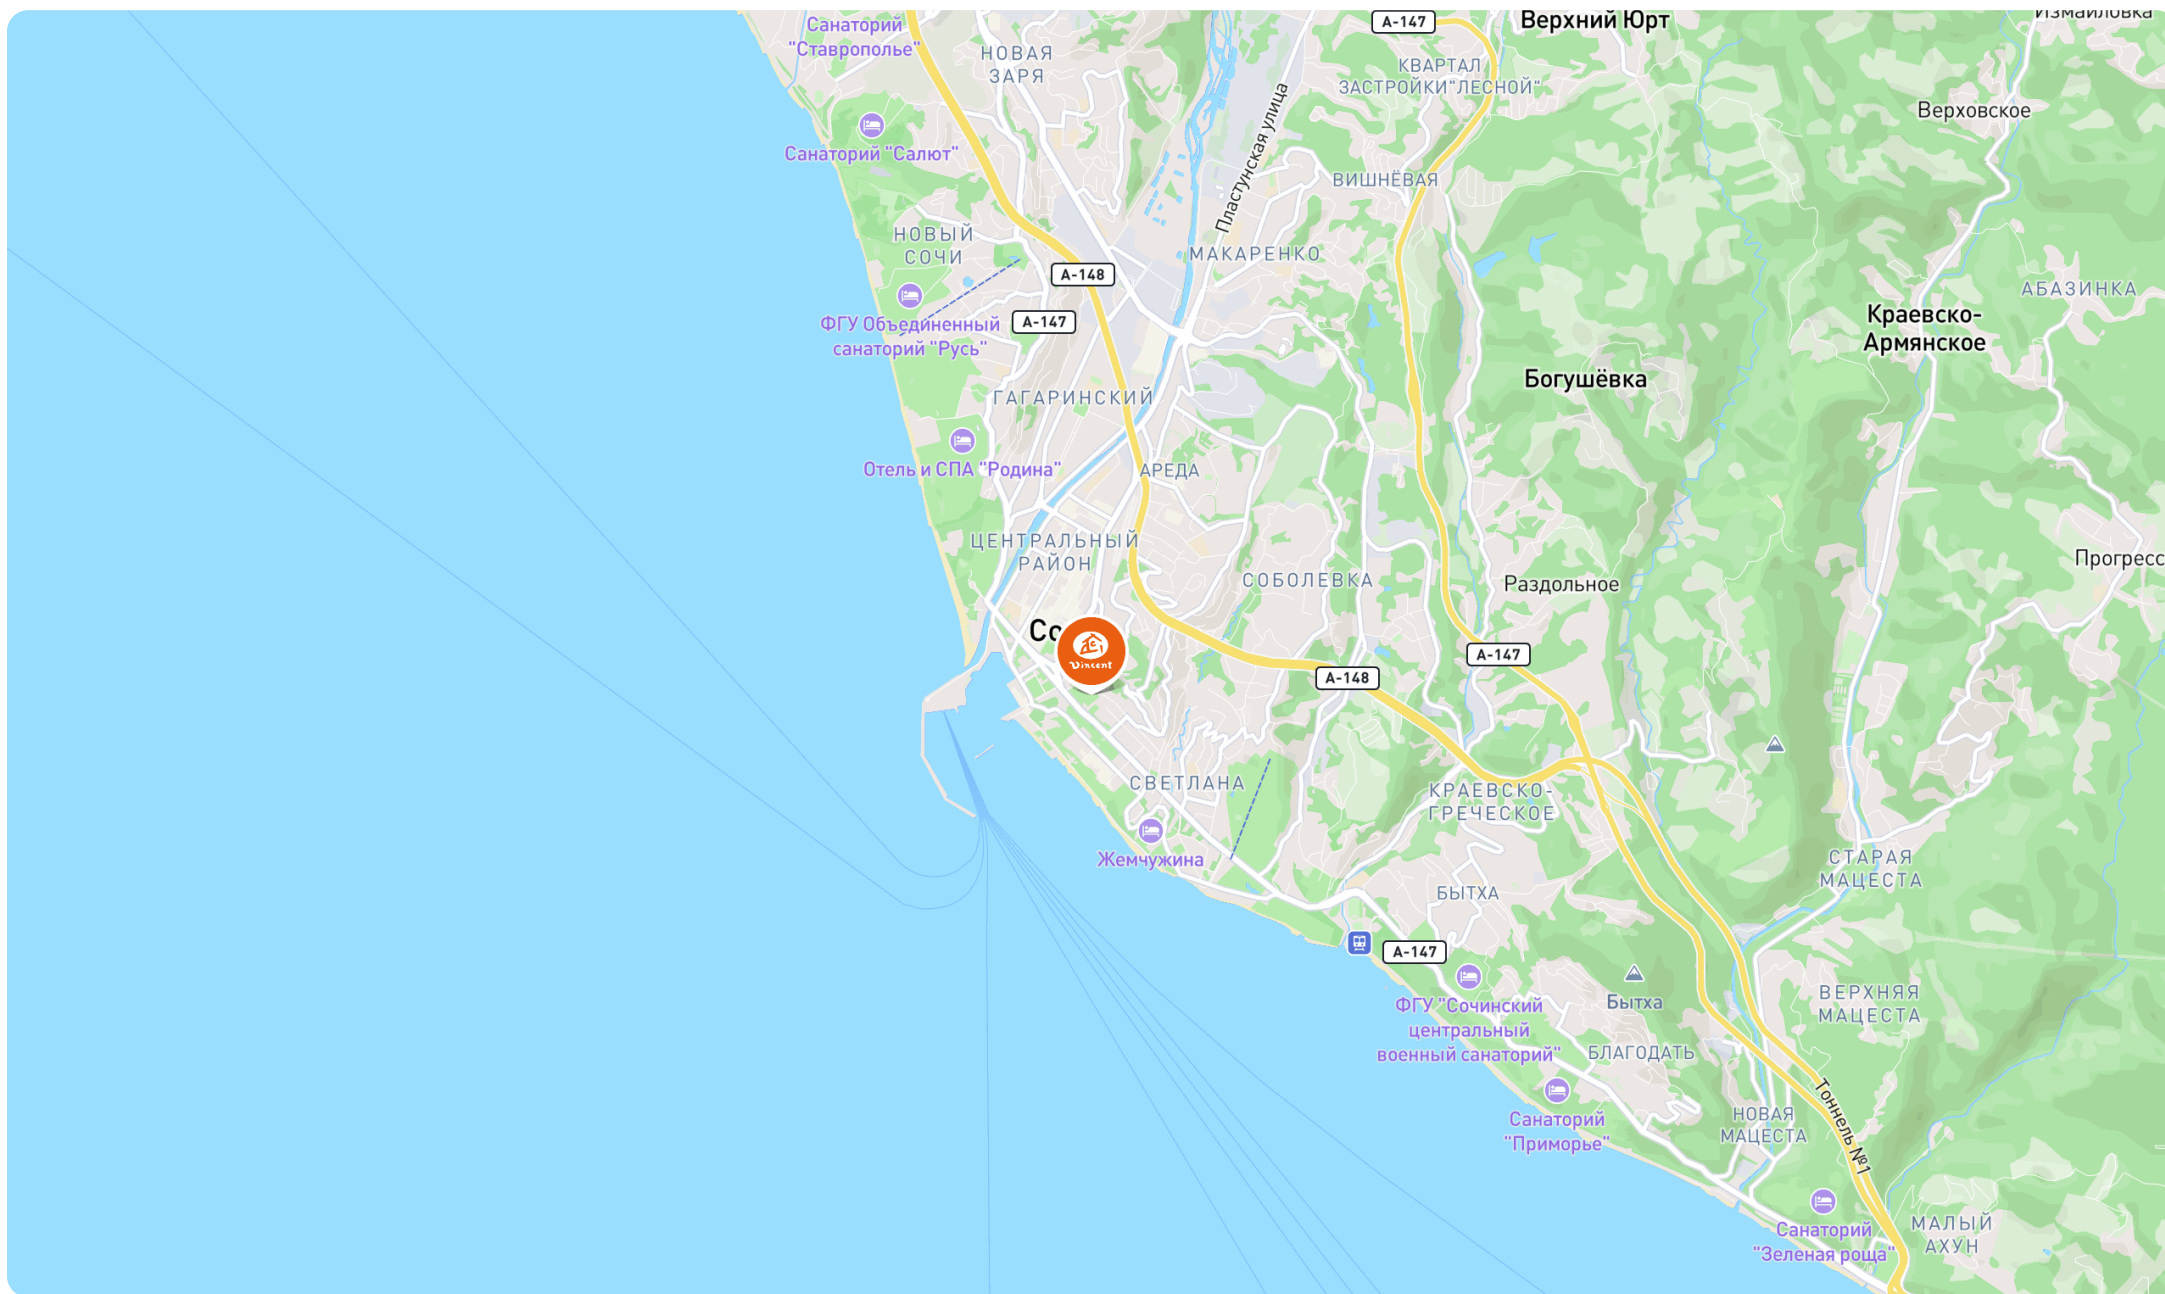 Санаторий
"Ставрополье"
НОВАЯ
ЗАРЯ
А-147
Верхний Юрт
Измайловка
КВАРТАЛ
ЗАСТРОЙКИ"ЛЕСНОЙ"
Верховское
Санаторий "Салют"
Пластунская улица
ВИШНЁВАЯ
НОВЫЙ
СОЧИ
МАКАРЕНКО
А-148
АБАЗИНКА
ФГУ Объединенный
санаторий "Русь"
А-147
Краевско-
Армянское
Богушёвка
ГАГАРИНСКИЙ
Отель и СПА "Родина"
АРЕДА
ЦЕНТРАЛЬНЫЙ
РАЙОН
Прогресс
СОБОЛЕВКА
Раздольное
Со
Vincent
А-147
А-148
СВЕТЛАНА
КРАЕВСКО-
ГРЕЧЕСКОЕ
Жемчужина
СТАРАЯ
МАЦЕСТА
БЫТХА
А-147
ФГУ "Сочинский
центральный
военный санаторий"
Бытха
ВЕРХНЯЯ
МАЦЕСТА
БЛАГОДАТЬ
Санаторий
"Приморье"
НОВАЯ
МАЦЕСТА
Тоннель №1
Санаторий
"Зеленая роща"
МАЛЫЙ
АХУН